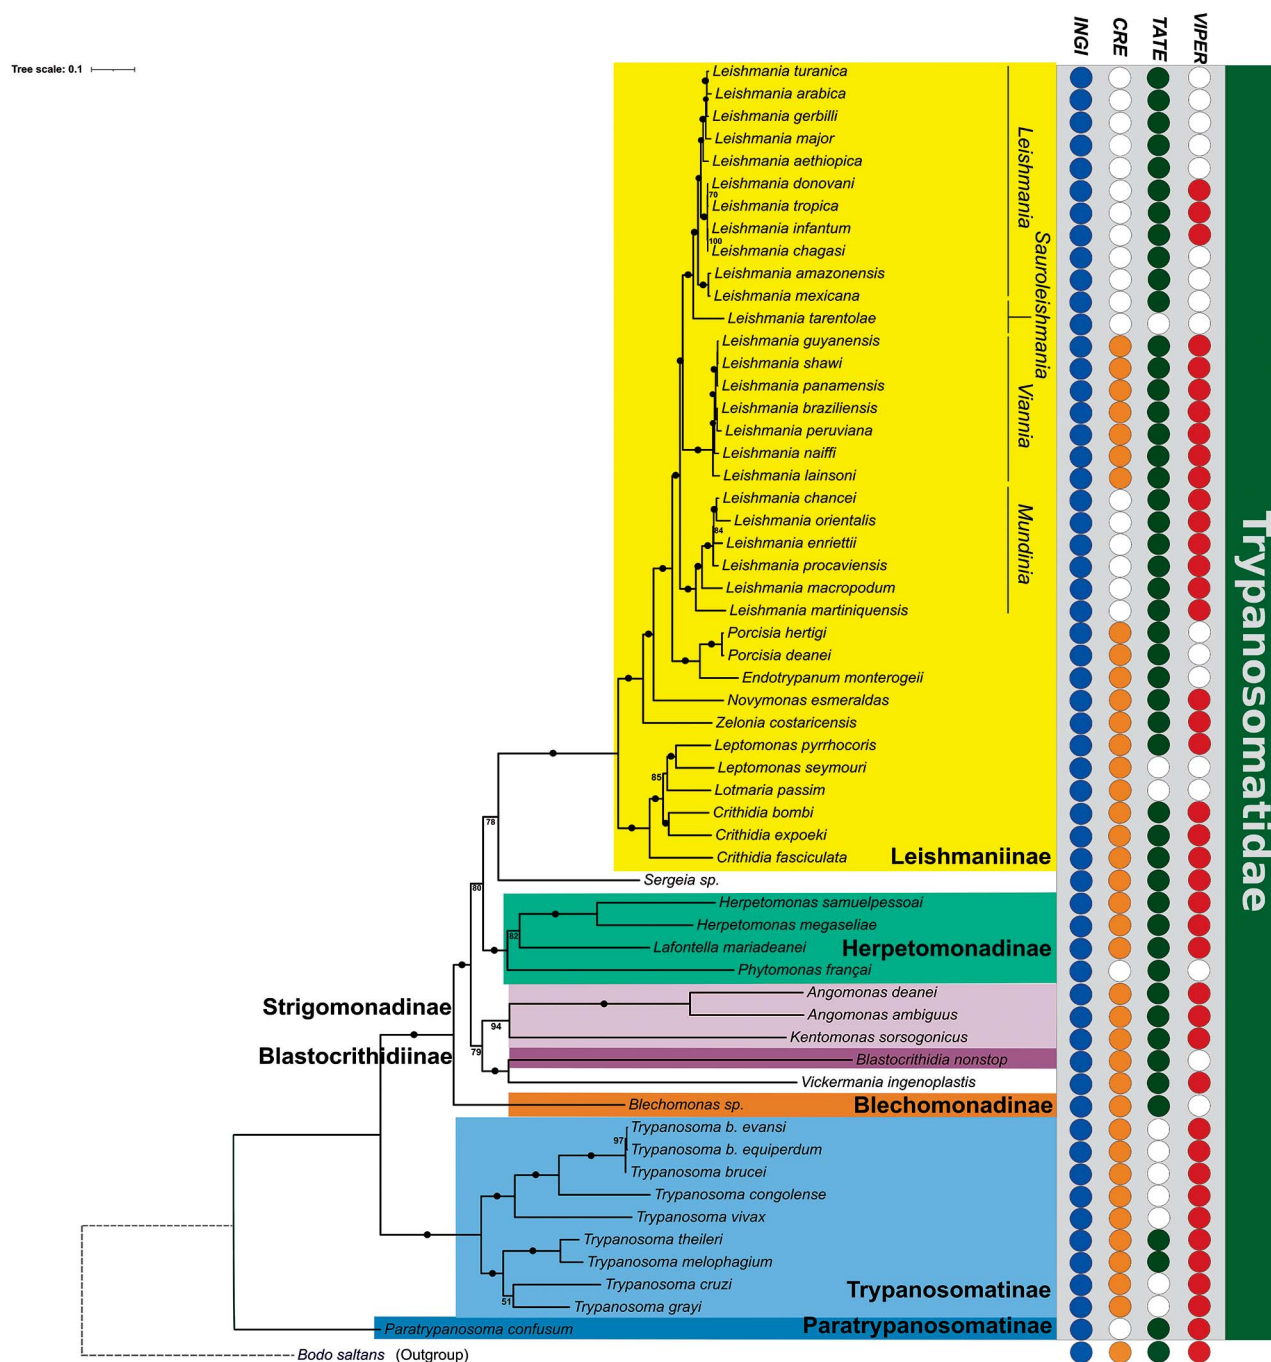 INGI
CRE
TATE
VIPER
Tree scale: 0.1
Leishmania turanica
Leishmania arabica
Leishmania gerbilli
Leishmania major
Leishmania aethiopica
Leishmania donovani
70
Leishmania tropica
Leishmania infantum
100
Leishmania chagasi
Leishmania amazonensis
Leishmania mexicana
Leishmania
Leishmania tarentolae
Sauroleishmania
Leishmania guyanensis
Leishmania shawi
Leishmania panamensis
Leishmania braziliensis
Leishmania peruviana
Leishmania naiffi
Leishmania lainsoni
Viannia
Leishmania chancei
Leishmania orientalis
84
Leishmania enriettii
Leishmania procaviensis
Leishmania macropodum
Leishmania martiniquensis
Mundinia
Porcisia hertigi
Porcisia deanei
Endotrypanum monterogeii
Novymonas esmeraldas
Zelonia costaricensis
Leptomonas pyrrhocoris
Leptomonas seymouri
85
Lotmaria passim
Crithidia bombi
Crithidia expoeki
Crithidia fasciculata
Leishmaniinae
78
Sergeia sp.
80
Herpetomonas samuelpessoai
Herpetomonas megaseliae
82
Lafontella mariadeanei
Herpetomonadinae
Phytomonas françai
Angomonas deanei
Strigomonadinae
Angomonas ambiguus
94
Kentomonas sorsogonicus
79
Blastocrithidiinae
Blastocrithidia nonstop
Vickermania ingenoplastis
Blechomonas sp.
Blechomonadinae
Trypanosoma b. evansi
97
Trypanosoma b. equiperdum
Trypanosoma brucei
Trypanosoma congolense
Trypanosoma vivax
Trypanosoma theileri
Trypanosoma melophagium
Trypanosoma cruzi
Trypanosomatinae
51
Trypanosoma grayi
Paratrypanosoma confusum
Paratrypanosomatinae
Bodo saltans (Outgroup)
Trypanosomatidae